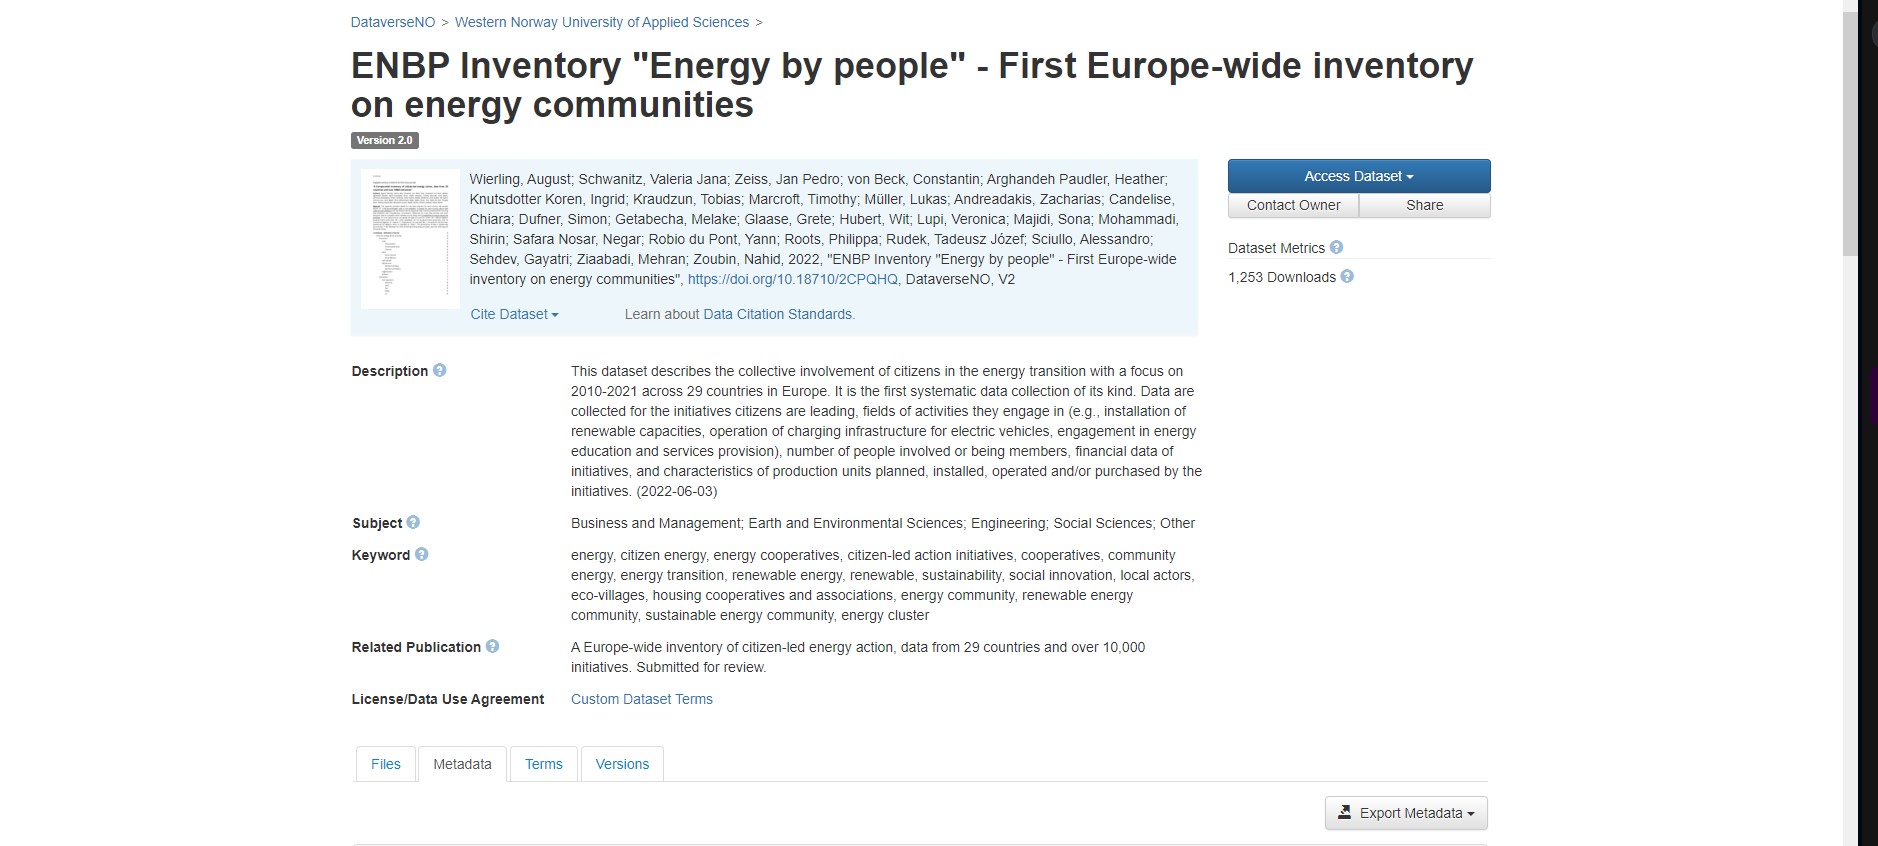 DataverseNO > Western Norway University of Applied Sciences >
ENBP Inventory "Energy by people" - First Europe-wide inventory
on energy communities
Version 2.0
Wierling, August; Schwanitz, Valeria Jana; Zeiss, Jan Pedro; von Beck, Constantin; Arghandeh Paudler, Heather;
Knutsdotter Koren, Ingrid; Kraudzun, Tobias; Marcroft, Timothy; Müller, Lukas; Andreadakis, Zacharias; Candelise,
Chiara; Dufner, Simon; Getabecha, Melake; Glaase, Grete; Hubert, Wit; Lupi, Veronica; Majidi, Sona; Mohammadi,
Shirin; Safara Nosar, Negar; Robio du Pont, Yann; Roots, Philippa; Rudek, Tadeusz Józef; Sciullo, Alessandro;
Sehdev, Gayatri; Ziaabadi, Mehran; Zoubin, Nahid, 2022, "ENBP Inventory "Energy by people" - First Europe-wide
inventory on energy communities", https://doi.org/10.18710/2CPQHQ, DataverseNO, V2
Cite Dataset
Learn about Data Citation Standards.
Access Dataset
Contact Owner
Share
Dataset Metrics ?
1,253 Downloads ?
Description ?
This dataset describes the collective involvement of citizens in the energy transition with a focus on
2010-2021 across 29 countries in Europe. It is the first systematic data collection of its kind. Data are
collected for the initiatives citizens are leading, fields of activities they engage in (e.g., installation of
renewable capacities, operation of charging infrastructure for electric vehicles, engagement in energy
education and services provision), number of people involved or being members, financial data of
initiatives, and characteristics of production units planned, installed, operated and/or purchased by the
initiatives. (2022-06-03)
Subject ?
Business and Management; Earth and Environmental Sciences; Engineering; Social Sciences; Other
Keyword ?
energy, citizen energy, energy cooperatives, citizen-led action initiatives, cooperatives, community
energy, energy transition, renewable energy, renewable, sustainability, social innovation, local actors,
eco-villages, housing cooperatives and associations, energy community, renewable energy
community, sustainable energy community, energy cluster
Related Publication ?
A Europe-wide inventory of citizen-led energy action, data from 29 countries and over 10,000
initiatives. Submitted for review.
License/Data Use Agreement
Custom Dataset Terms
Files
Metadata
Terms
Versions
Export Metadata